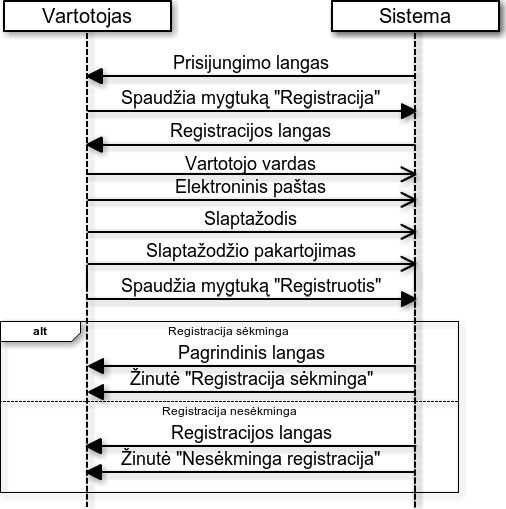 Vartotojas
Sistema
Prisijungimo langas
Spaudžia mygtuką "Registracija"
Registracijos langas
Vartotojo vardas
Elektroninis paštas
Slaptažodis
Slaptažodžio pakartojimas
Spaudžia mygtuką "Registruotis"
alt
Registracija sėkminga
Pagrindinis langas
Žinutė "Registracija sėkminga"
Registracija nesėkminga
Registracijos langas
Žinutė "Nesėkminga registracija"